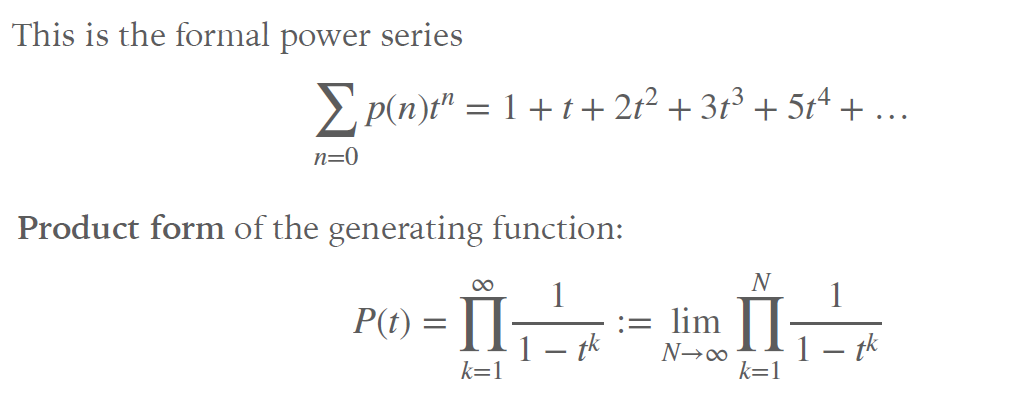 This is the formal power series
∑_{n=0} p(n)tⁿ = 1 + t + 2t² + 3t³ + 5t⁴ + …
Product form of the generating function:
P(t) = ∏_{k=1}^{∞} 1/(1 − t^k) := lim_{N→∞} ∏_{k=1}^{N} 1/(1 − t^k)